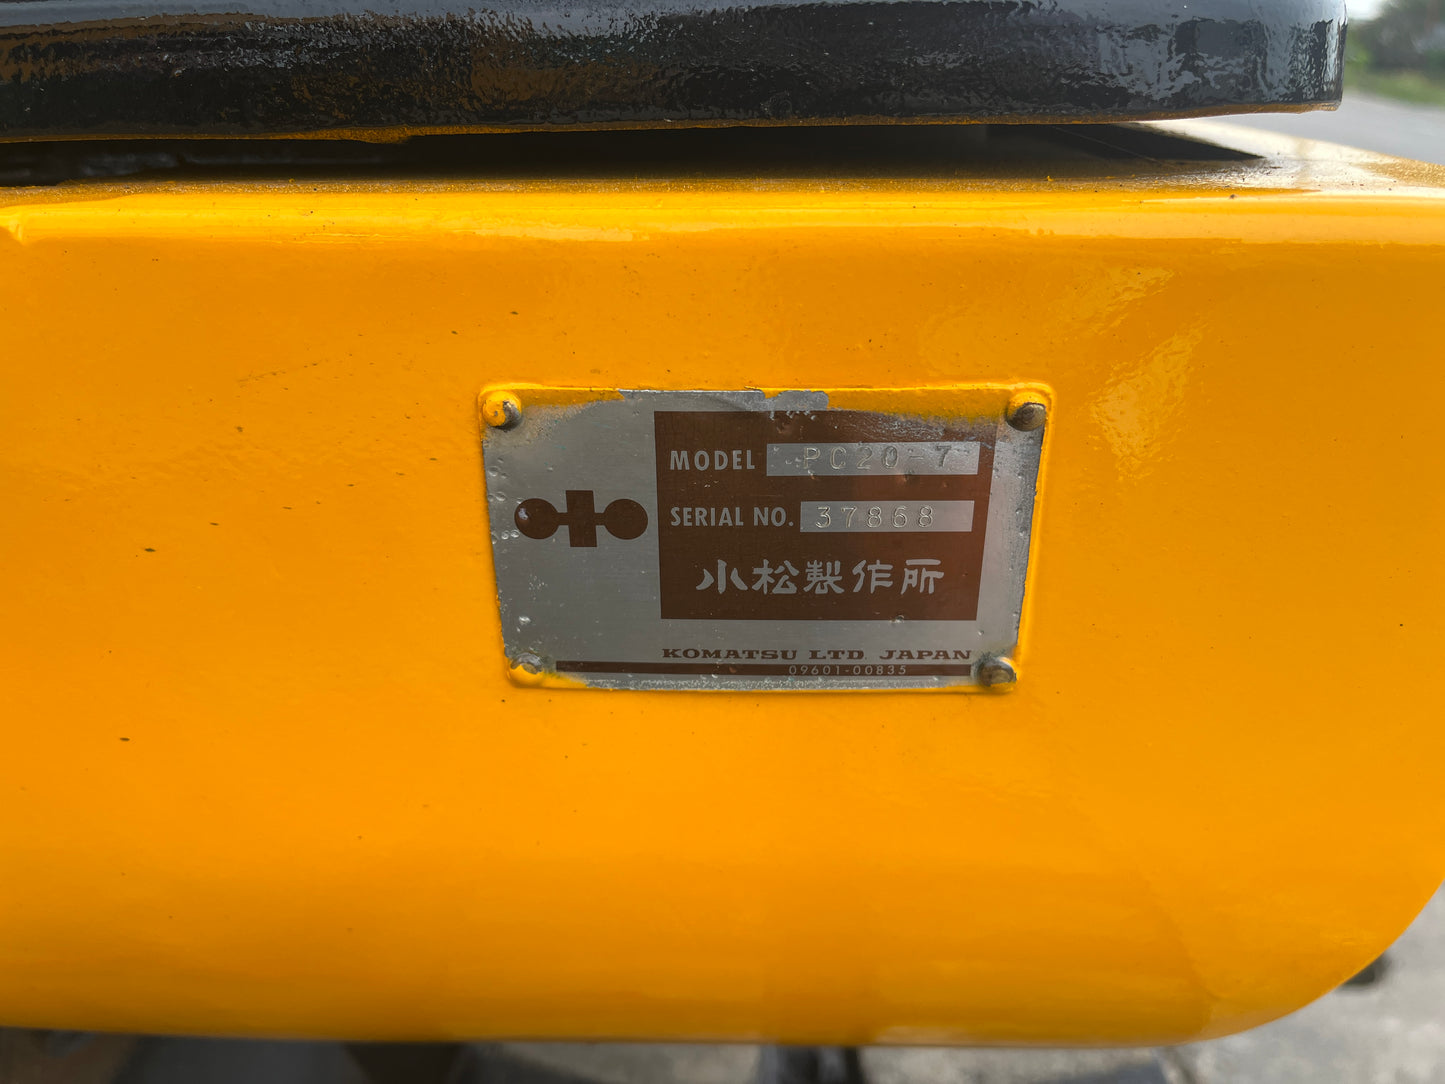 MODEL PC20-7
SERIAL NO. 37868
小松製作所
KOMATSU LTD JAPAN
09601-00835